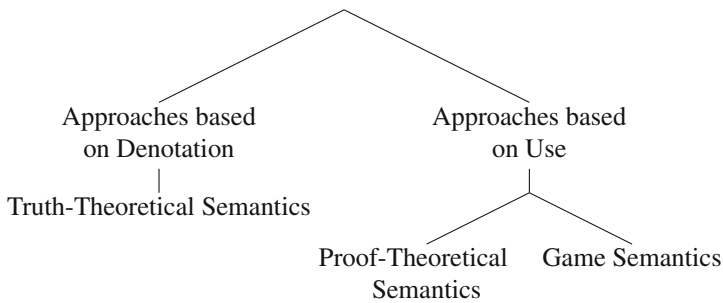 Approaches based
on Denotation
Approaches based
on Use
Truth-Theoretical Semantics
Proof-Theoretical
Semantics
Game Semantics